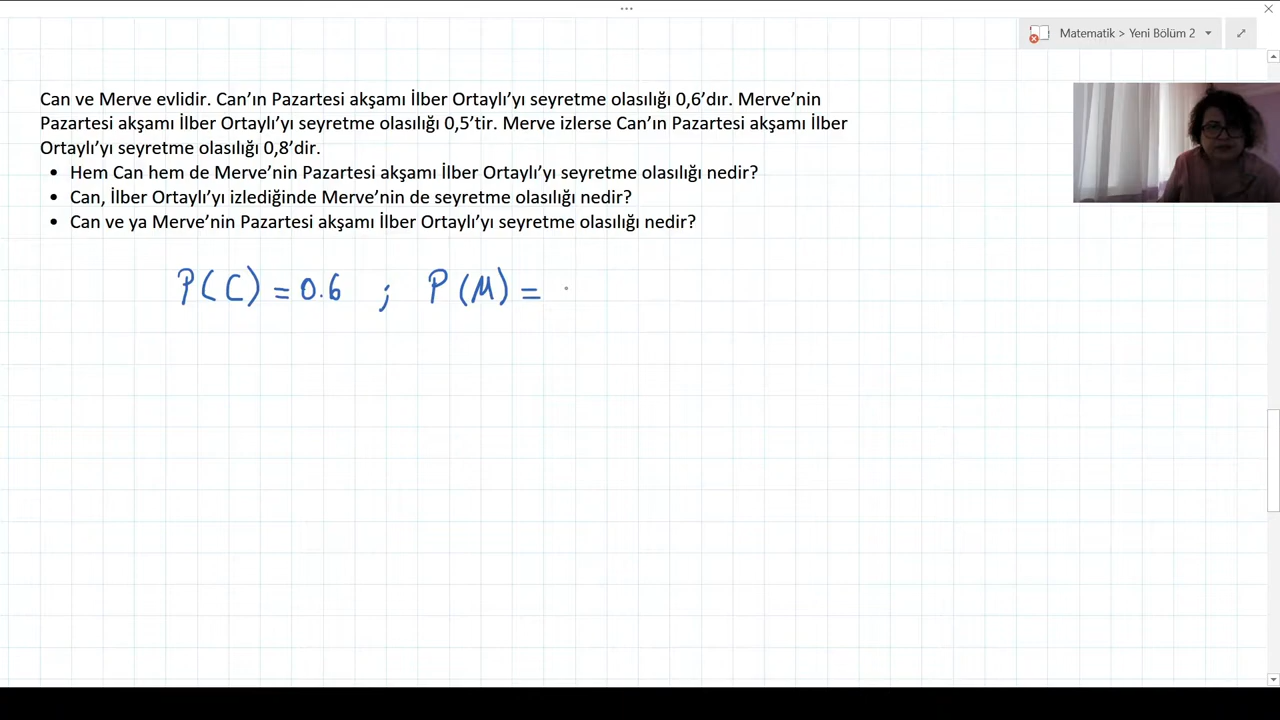 Matematik > Yeni Bölüm 2
Can ve Merve evlidir. Can’ın Pazartesi akşamı İlber Ortaylı’yı seyretme olasılığı 0,6’dır. Merve’nin
Pazartesi akşamı İlber Ortaylı’yı seyretme olasılığı 0,5’tir. Merve izlerse Can’ın Pazartesi akşamı İlber
Ortaylı’yı seyretme olasılığı 0,8’dir.
• Hem Can hem de Merve’nin Pazartesi akşamı İlber Ortaylı’yı seyretme olasılığı nedir?
• Can, İlber Ortaylı’yı izlediğinde Merve’nin de seyretme olasılığı nedir?
• Can ve ya Merve’nin Pazartesi akşamı İlber Ortaylı’yı seyretme olasılığı nedir?
P(C) = 0.6 ; P(M) =